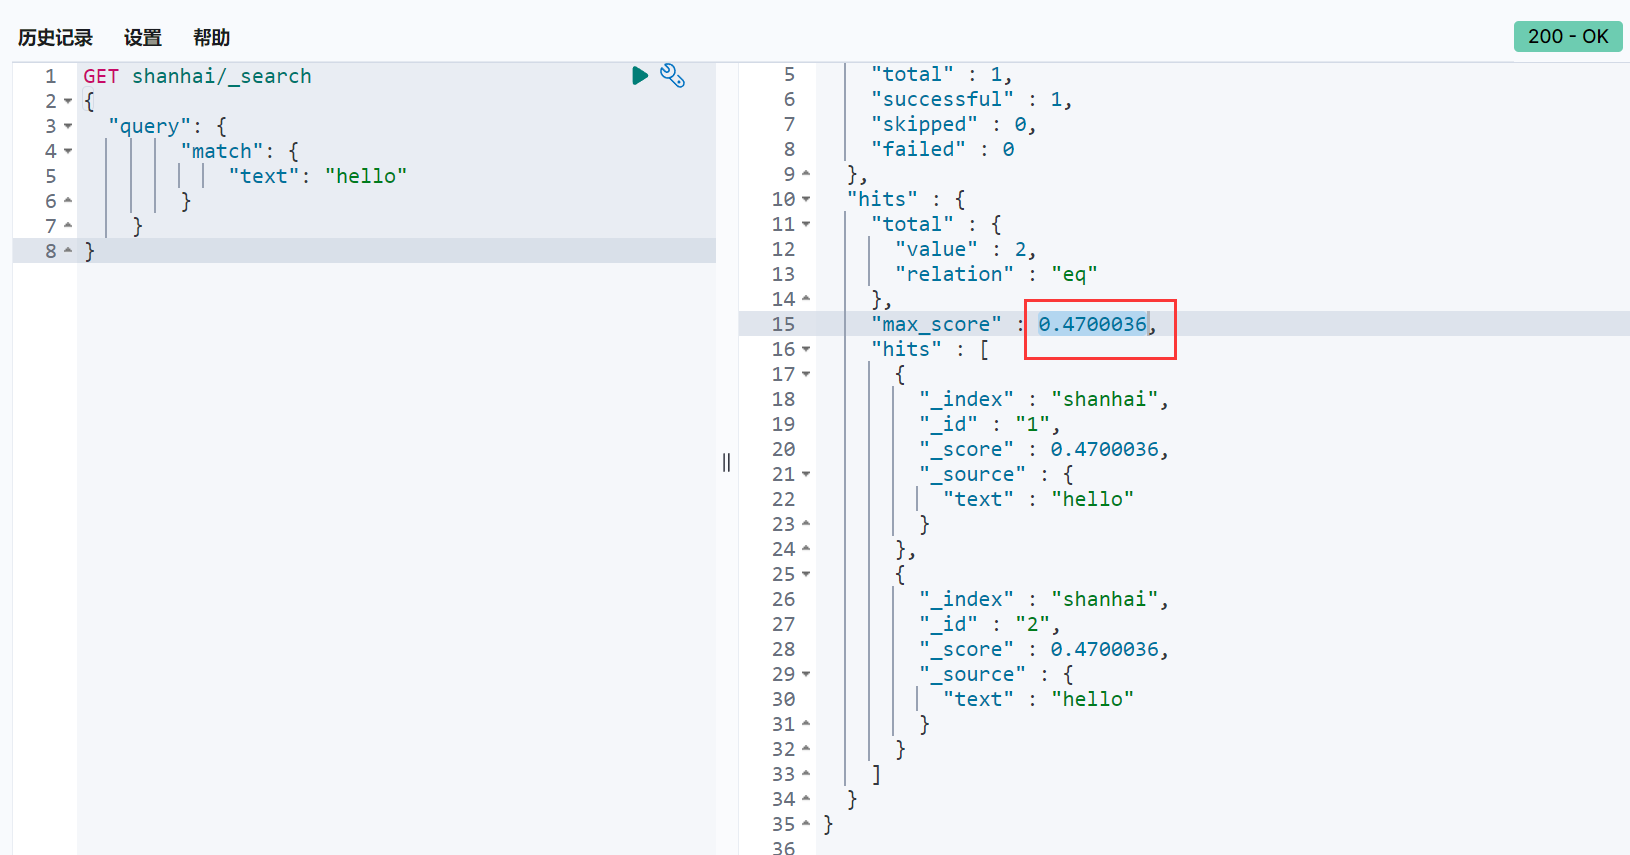 历史记录 设置 帮助
200 - OK
1 GET shanhai/_search
2 {
3 "query": {
4 "match": {
5 "text": "hello"
6 }
7 }
8 }
5 "total" : 1,
6 "successful" : 1,
7 "skipped" : 0,
8 "failed" : 0
9 },
10 "hits" : {
11 "total" : {
12 "value" : 2,
13 "relation" : "eq"
14 },
15 "max_score" : 0.4700036,
16 "hits" : [
17 {
18 "_index" : "shanhai",
19 "_id" : "1",
20 "_score" : 0.4700036,
21 "_source" : {
22 "text" : "hello"
23 }
24 },
25 {
26 "_index" : "shanhai",
27 "_id" : "2",
28 "_score" : 0.4700036,
29 "_source" : {
30 "text" : "hello"
31 }
32 }
33 ]
34 }
35 }
36